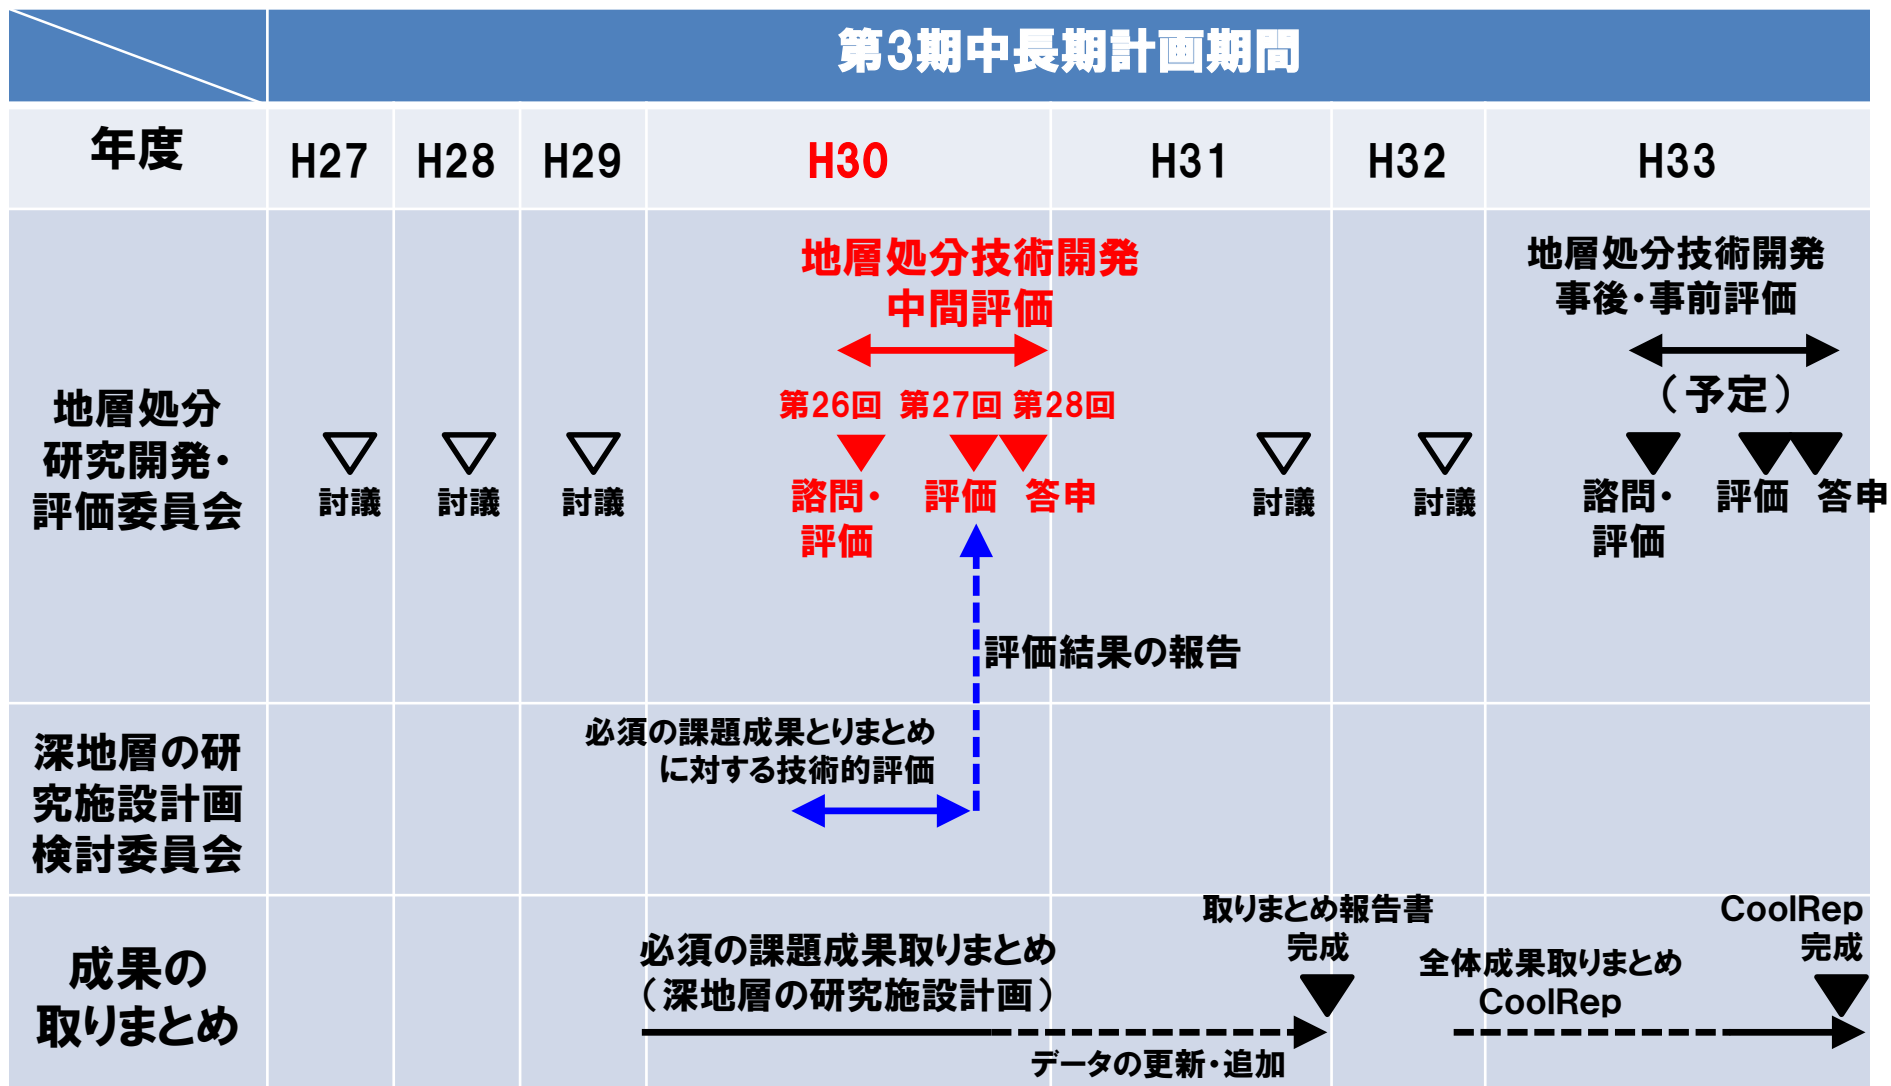 第3期中長期計画期間
年度
H27
H28
H29
H30
H31
H32
H33
地層処分
研究開発・
評価委員会
討議
討議
討議
地層処分技術開発
中間評価
第26回
第27回
第28回
諮問・
評価
評価
答申
討議
討議
地層処分技術開発
事後・事前評価
（予定）
諮問・
評価
評価
答申
評価結果の報告
深地層の研
究施設計画
検討委員会
必須の課題成果とりまとめ
に対する技術的評価
成果の
取りまとめ
必須の課題成果取りまとめ
（深地層の研究施設計画）
データの更新・追加
取りまとめ報告書
完成
全体成果取りまとめ
CoolRep
CoolRep
完成